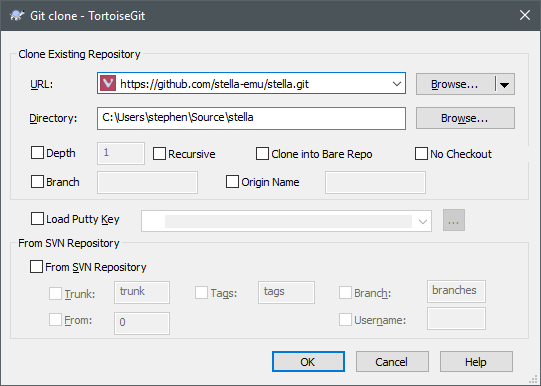 Git clone - TortoiseGit
Clone Existing Repository
URL: https://github.com/stella-emu/stella.git Browse...
Directory: C:\Users\stephen\Source\stella Browse...
Depth 1 Recursive Clone into Bare Repo No Checkout
Branch Origin Name
Load Putty Key ...
From SVN Repository
From SVN Repository
Trunk: trunk Tags: tags Branch: branches
From: 0 Username:
OK Cancel Help